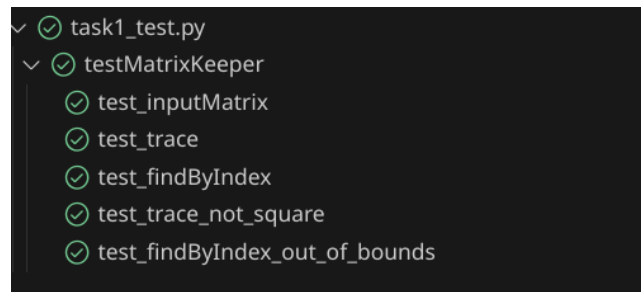 task1_test.py
testMatrixKeeper
test_inputMatrix
test_trace
test_findByIndex
test_trace_not_square
test_findByIndex_out_of_bounds